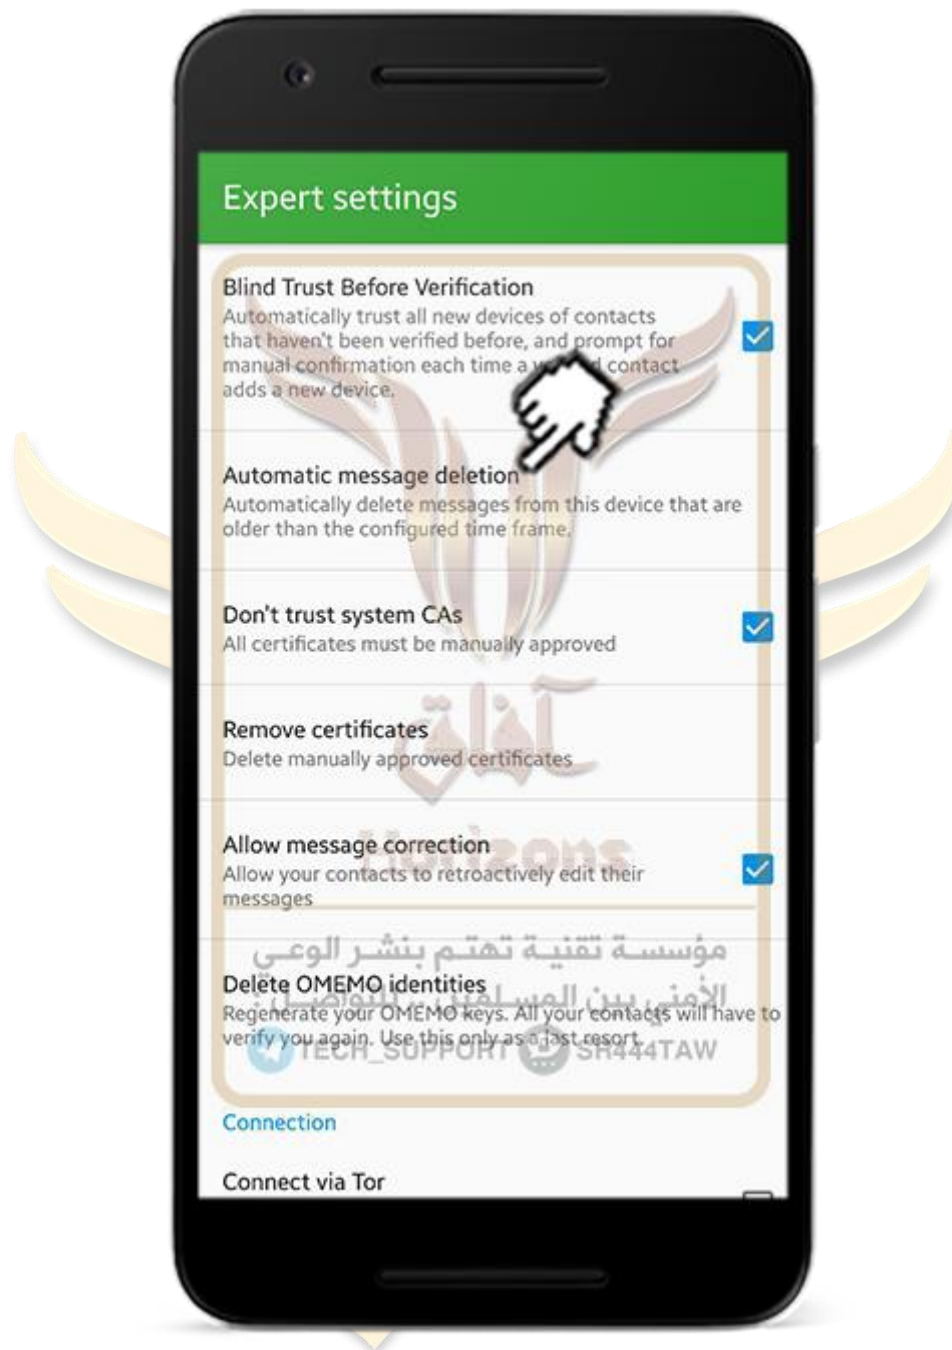 Expert settings
Blind Trust Before Verification
Automatically trust all new devices of contacts
that haven't been verified before, and prompt for
manual confirmation each time a contact
adds a new device.
Automatic message deletion
Automatically delete messages from this device that are
older than the configured time frame.
Don't trust system CAs
All certificates must be manually approved
Remove certificates
Delete manually approved certificates
آفاق
Horizons
Allow message correction
Allow your contacts to retroactively edit their
messages
مؤسسة تقنية تهتم بنشر الوعي
الأمني بين المسلمين .. للتواصل :
Delete OMEMO identities
Regenerate your OMEMO keys. All your contacts will have to
verify you again. Use this only as a last resort.
TECH_SUPPORT SR444TAW
Connection
Connect via Tor